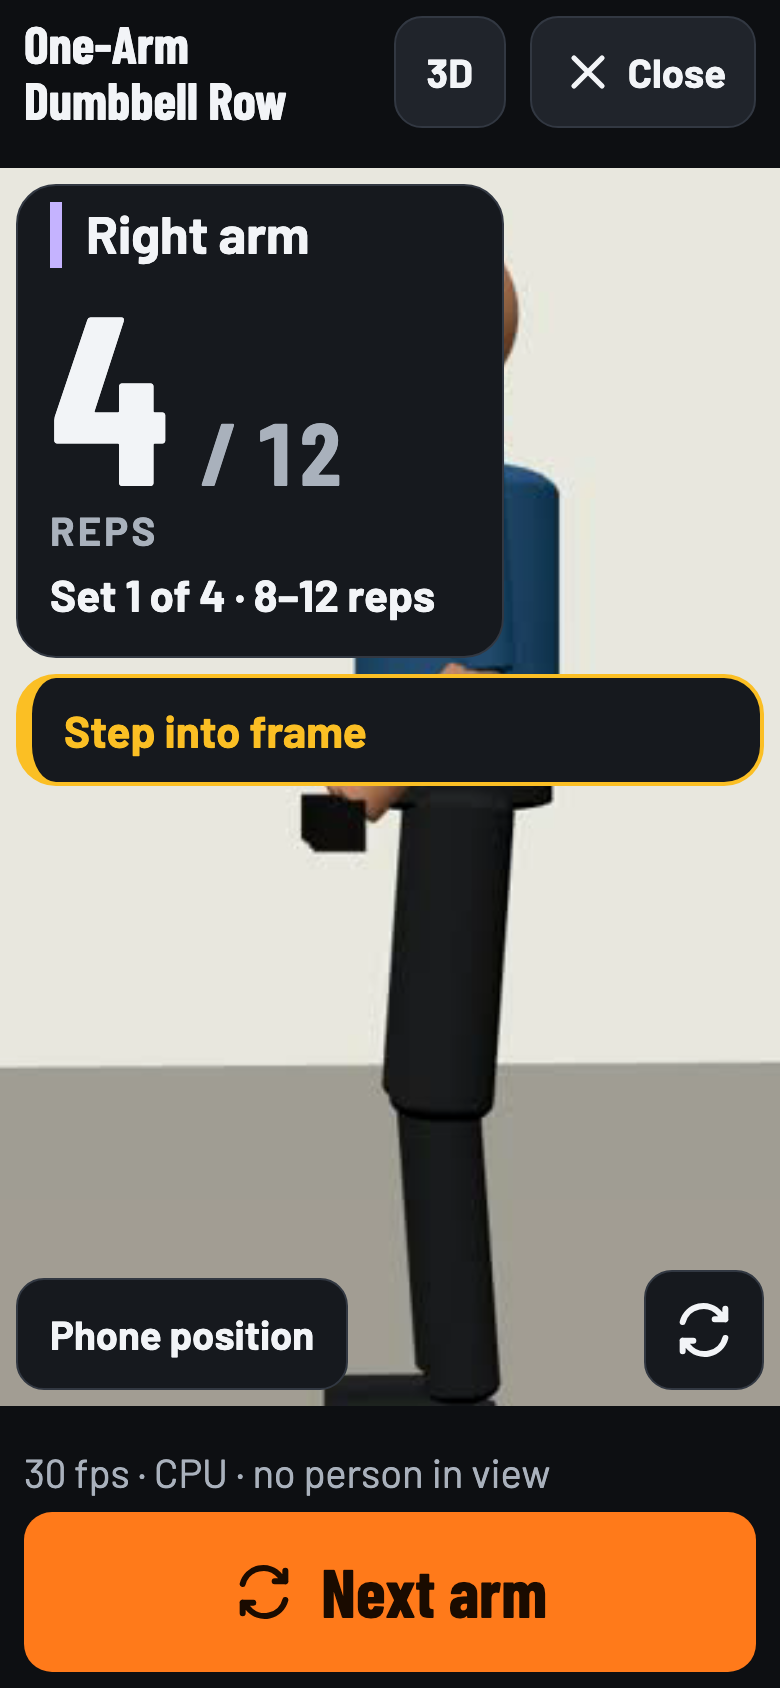 One-Arm
Dumbbell Row
3D
Close
Right arm
4 / 12
REPS
Set 1 of 4 · 8–12 reps
Step into frame
Phone position
30 fps · CPU · no person in view
Next arm